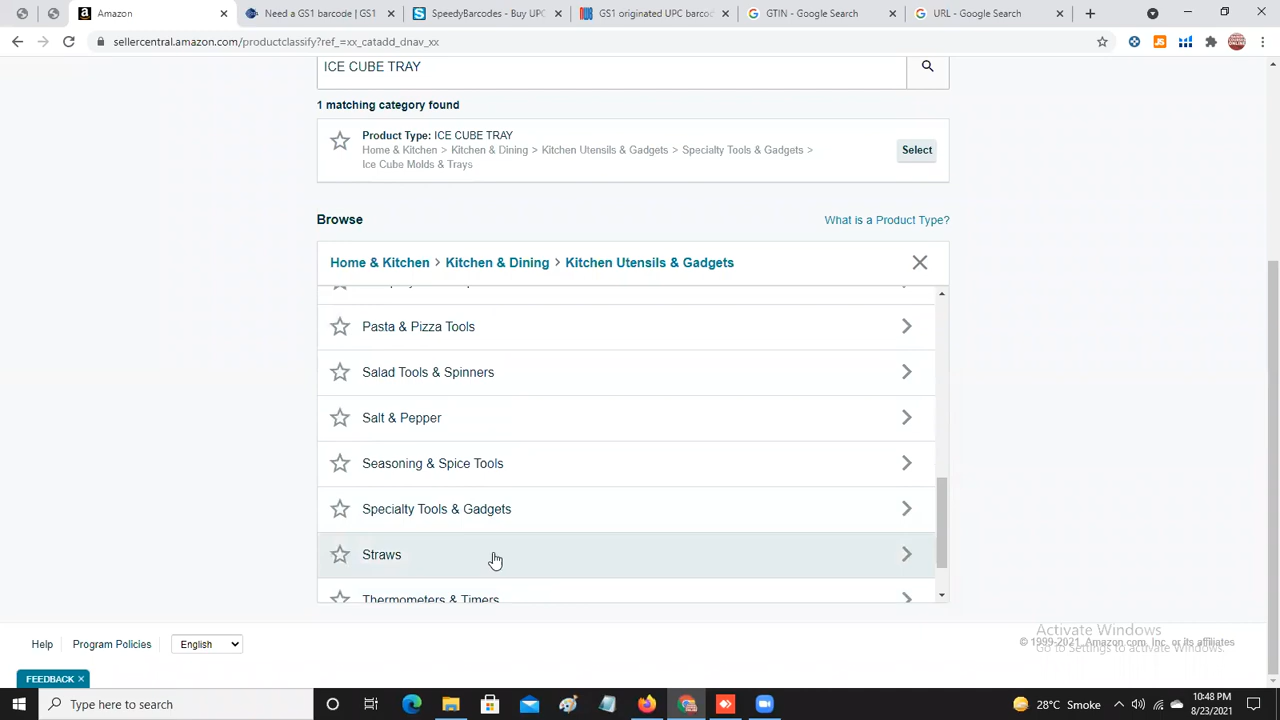 Amazon
Need a GS1 barcode | GS1
SpeedyBarcodes - Buy UPC
GS1 originated UPC barcod
GTIN - Google Search
URL - Google Search
sellercentral.amazon.com/productclassify?ref_=xx_catadd_dnav_xx
ICE CUBE TRAY
1 matching category found
Product Type: ICE CUBE TRAY
Home & Kitchen > Kitchen & Dining > Kitchen Utensils & Gadgets > Specialty Tools & Gadgets >
Ice Cube Molds & Trays
Select
Browse
What is a Product Type?
Home & Kitchen > Kitchen & Dining > Kitchen Utensils & Gadgets
Pasta & Pizza Tools
Salad Tools & Spinners
Salt & Pepper
Seasoning & Spice Tools
Specialty Tools & Gadgets
Straws
Thermometers & Timers
Activate Windows
Go to Settings to activate Windows.
Help
Program Policies
English
© 1999-2021, Amazon.com, Inc. or its affiliates
FEEDBACK ×
Type here to search
28°C Smoke
10:48 PM
8/23/2021